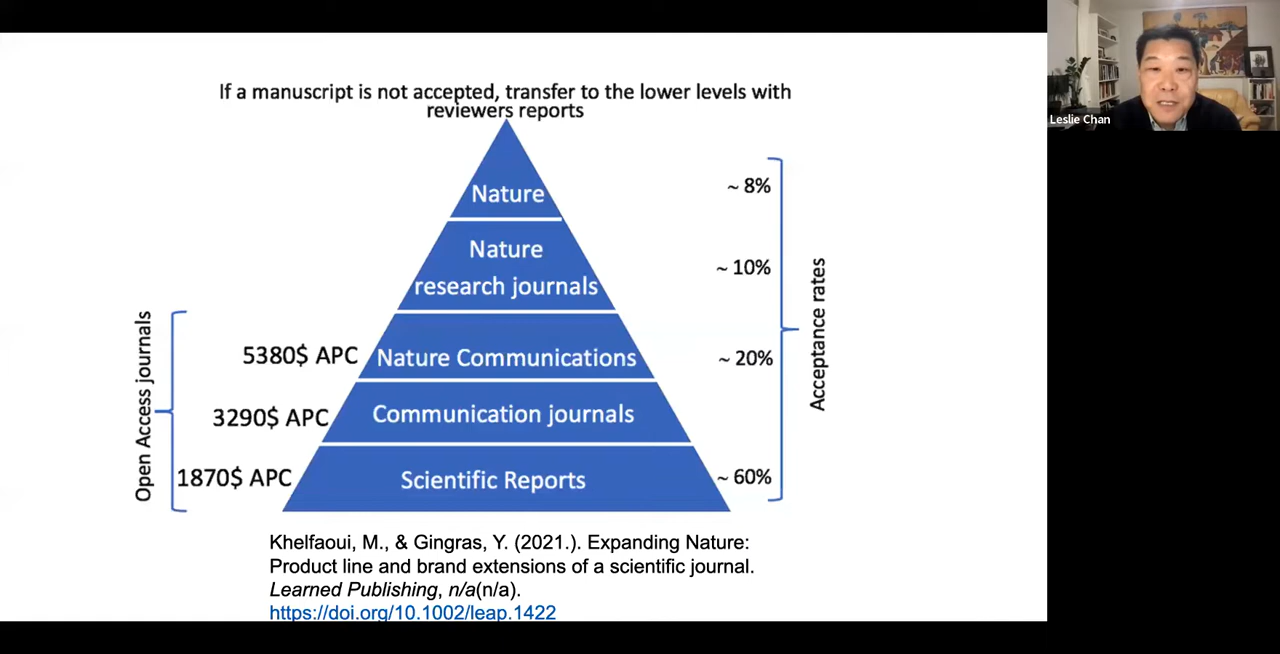 If a manuscript is not accepted, transfer to the lower levels with
reviewers reports
Nature
~ 8%
Nature
research journals
~ 10%
5380$ APC
Nature Communications
~ 20%
3290$ APC
Communication journals
1870$ APC
Scientific Reports
~ 60%
Open Access journals
Acceptance rates
Khelfaoui, M., & Gingras, Y. (2021.). Expanding Nature:
Product line and brand extensions of a scientific journal.
Learned Publishing, n/a(n/a).
https://doi.org/10.1002/leap.1422
Leslie Chan